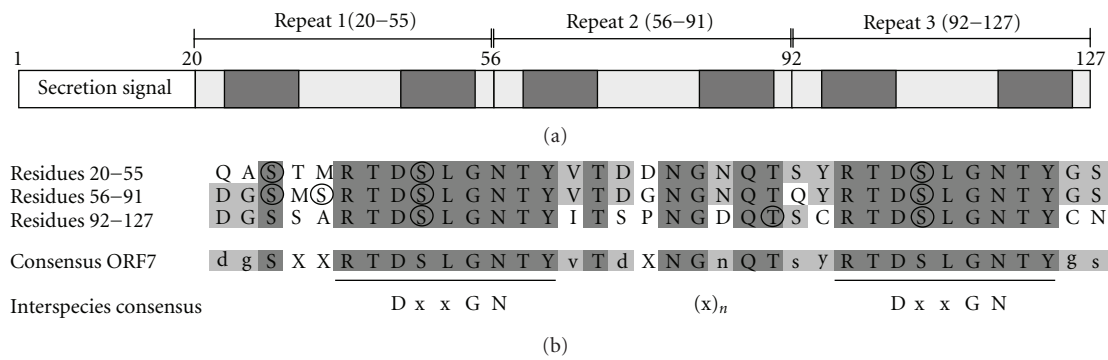 Repeat 1(20–55) Repeat 2 (56–91) Repeat 3 (92–127)
1 20 56 92 127
Secretion signal
(a)
Residues 20–55 Q A S T M R T D S L G N T Y V T D D N G N Q T S Y R T D S L G N T Y G S
Residues 56–91 D G S M S R T D S L G N T Y V T D G N G N Q T Q Y R T D S L G N T Y G S
Residues 92–127 D G S S A R T D S L G N T Y I T S P N G D Q T S C R T D S L G N T Y C N
Consensus ORF7 d g S X X R T D S L G N T Y v T d X N G n Q T s y R T D S L G N T Y g s
Interspecies consensus D x x G N (x)n D x x G N
(b)